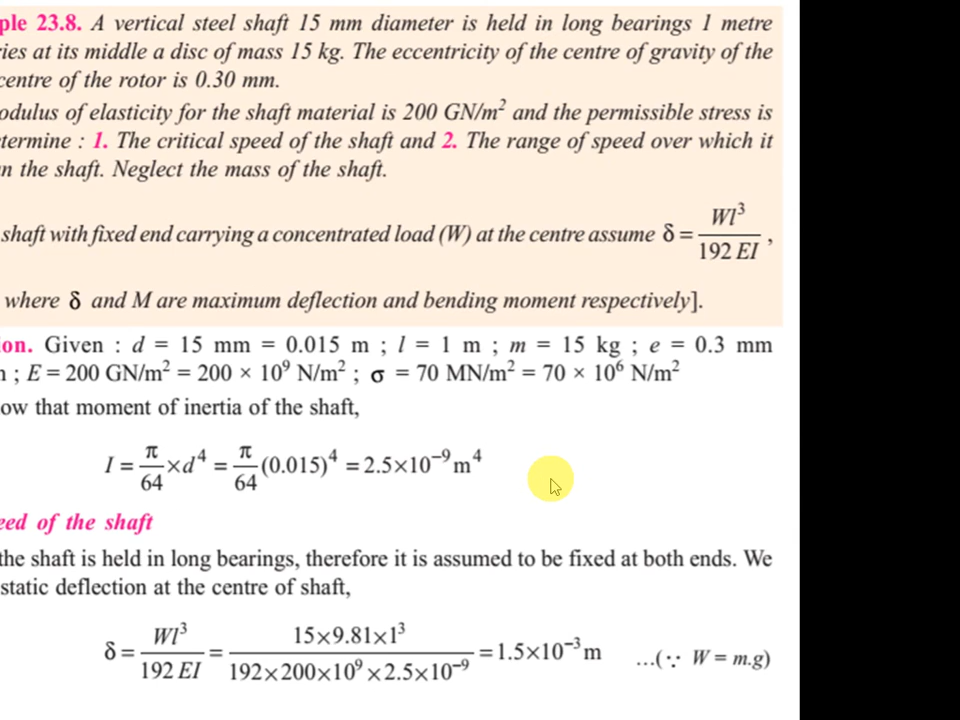 ple 23.8. A vertical steel shaft 15 mm diameter is held in long bearings 1 metre
ies at its middle a disc of mass 15 kg. The eccentricity of the centre of gravity of the
centre of the rotor is 0.30 mm.
odulus of elasticity for the shaft material is 200 GN/m² and the permissible stress is
termine : 1. The critical speed of the shaft and 2. The range of speed over which it
n the shaft. Neglect the mass of the shaft.
shaft with fixed end carrying a concentrated load (W) at the centre assume δ = Wl³/192 EI ,
where δ and M are maximum deflection and bending moment respectively].
on. Given : d = 15 mm = 0.015 m ; l = 1 m ; m = 15 kg ; e = 0.3 mm
n ; E = 200 GN/m² = 200 × 10⁹ N/m² ; σ = 70 MN/m² = 70 × 10⁶ N/m²
ow that moment of inertia of the shaft,
I = π/64 ×d⁴ = π/64 (0.015)⁴ = 2.5×10⁻⁹ m⁴
eed of the shaft
the shaft is held in long bearings, therefore it is assumed to be fixed at both ends. We
static deflection at the centre of shaft,
δ = Wl³/192 EI = 15×9.81×1³/192×200×10⁹×2.5×10⁻⁹ = 1.5×10⁻³ m ...(∵ W = m.g)